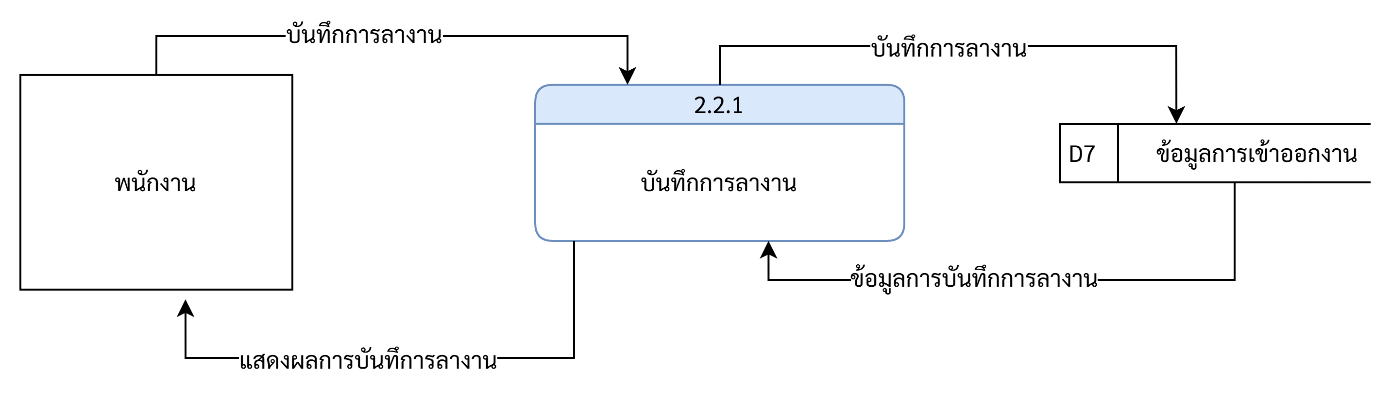 บันทึกการลางาน
บันทึกการลางาน
2.2.1
พนักงาน
บันทึกการลางาน
D7
ข้อมูลการเข้าออกงาน
ข้อมูลการบันทึกการลางาน
แสดงผลการบันทึการลางาน